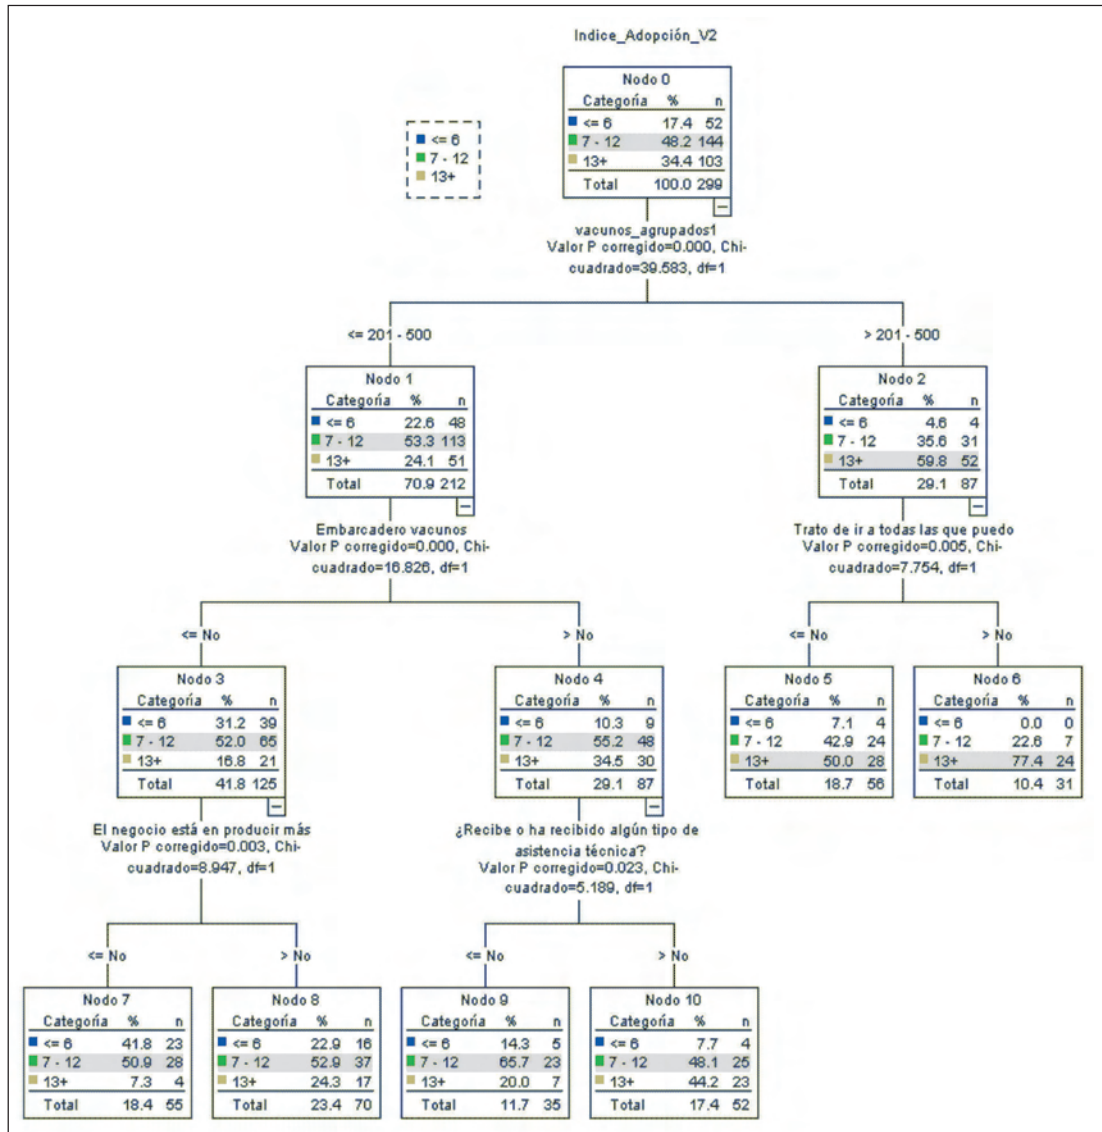 Indice_Adopción_V2
Nodo 0
Categoría % n
<= 6 17.4 52
7 - 12 48.2 144
13+ 34.4 103
Total 100.0 299
<= 6
7 - 12
13+
vacunos_agrupados1
Valor P corregido=0.000, Chi-
cuadrado=39.583, df=1
<= 201 - 500
> 201 - 500
Nodo 1
Categoría % n
<= 6 22.6 48
7 - 12 53.3 113
13+ 24.1 51
Total 70.9 212
Nodo 2
Categoría % n
<= 6 4.6 4
7 - 12 35.6 31
13+ 59.8 52
Total 29.1 87
Embarcadero vacunos
Valor P corregido=0.000, Chi-
cuadrado=16.826, df=1
Trato de ir a todas las que puedo
Valor P corregido=0.005, Chi-
cuadrado=7.754, df=1
<= No
> No
<= No
> No
Nodo 3
Categoría % n
<= 6 31.2 39
7 - 12 52.0 65
13+ 16.8 21
Total 41.8 125
Nodo 4
Categoría % n
<= 6 10.3 9
7 - 12 55.2 48
13+ 34.5 30
Total 29.1 87
Nodo 5
Categoría % n
<= 6 7.1 4
7 - 12 42.9 24
13+ 50.0 28
Total 18.7 56
Nodo 6
Categoría % n
<= 6 0.0 0
7 - 12 22.6 7
13+ 77.4 24
Total 10.4 31
El negocio está en producir más
Valor P corregido=0.003, Chi-
cuadrado=8.947, df=1
¿Recibe o ha recibido algún tipo de
asistencia técnica?
Valor P corregido=0.023, Chi-
cuadrado=5.189, df=1
<= No
> No
<= No
> No
Nodo 7
Categoría % n
<= 6 41.8 23
7 - 12 50.9 28
13+ 7.3 4
Total 18.4 55
Nodo 8
Categoría % n
<= 6 22.9 16
7 - 12 52.9 37
13+ 24.3 17
Total 23.4 70
Nodo 9
Categoría % n
<= 6 14.3 5
7 - 12 65.7 23
13+ 20.0 7
Total 11.7 35
Nodo 10
Categoría % n
<= 6 7.7 4
7 - 12 48.1 25
13+ 44.2 23
Total 17.4 52